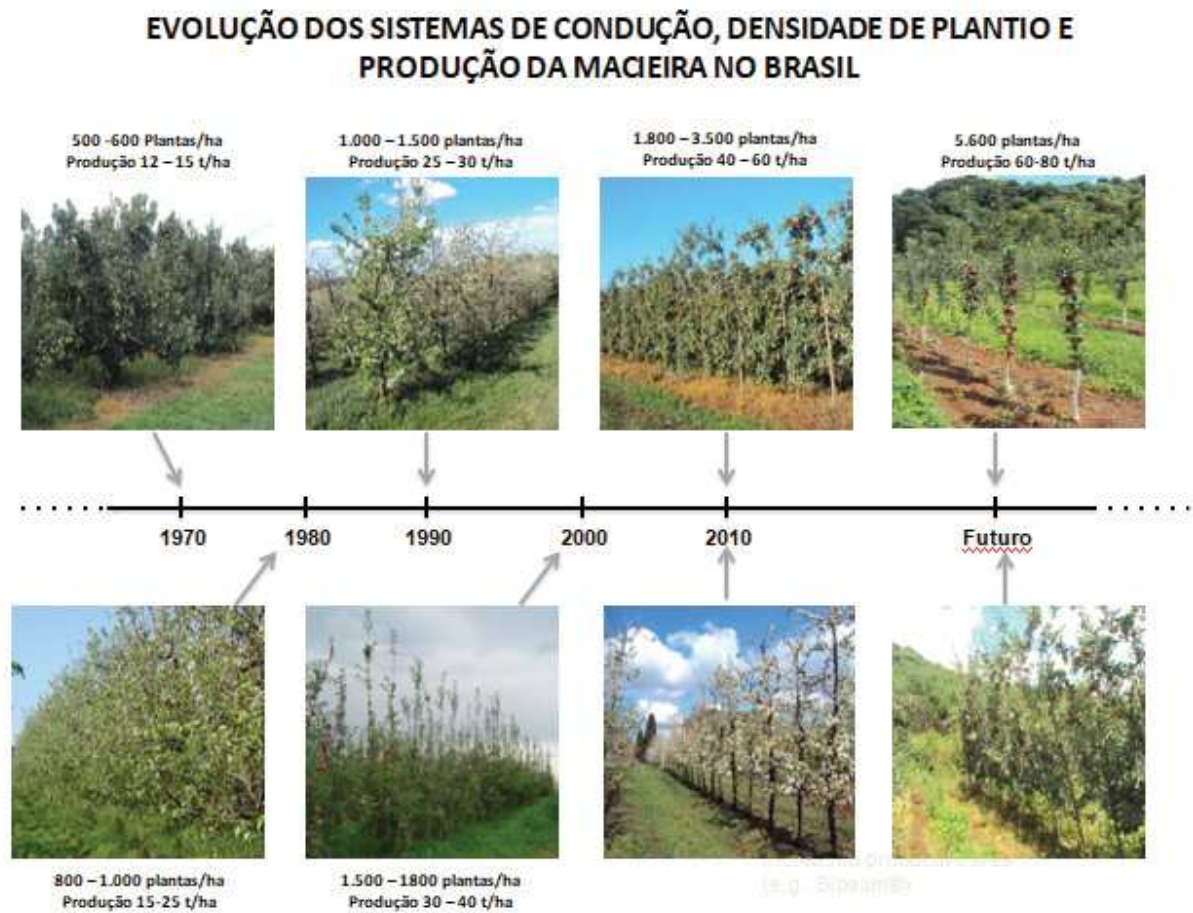 EVOLUÇÃO DOS SISTEMAS DE CONDUÇÃO, DENSIDADE DE PLANTIO E
PRODUÇÃO DA MACIEIRA NO BRASIL
500 -600 Plantas/ha
Produção 12 – 15 t/ha
1.000 – 1.500 plantas/ha
Produção 25 – 30 t/ha
1.800 – 3.500 plantas/ha
Produção 40 – 60 t/ha
5.600 plantas/ha
Produção 60-80 t/ha
1970
1980
1990
2000
2010
Futuro
800 – 1.000 plantas/ha
Produção 15-25 t/ha
1.500 – 1800 plantas/ha
Produção 30 – 40 t/ha
(e.g.